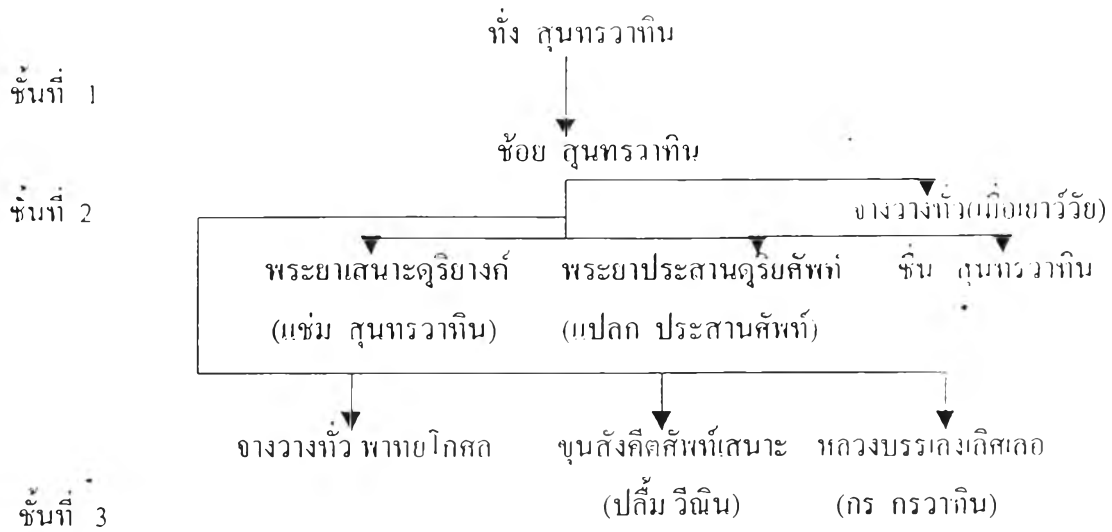 ทั่ง สุนทรวาทิน
ชั้นที่ 1
ช้อย สุนทรวาทิน
ชั้นที่ 2
จางวางทั่ว(เมื่อเยาว์วัย)
พระยาเสนาะดุริยางค์ พระยาประสานดุริยศัพท์ ชื่น สุนทรวาทิน
(แช่ม สุนทรวาทิน) (แปลก ประสานศัพท์)
จางวางทั่ว พาทยโกศล ขุนสังคีตศัพท์เสนาะ หลวงบรรเลงเลิศเลอ
(ปลื้ม วีณิน) (กร กรวาทิน)
ชั้นที่ 3